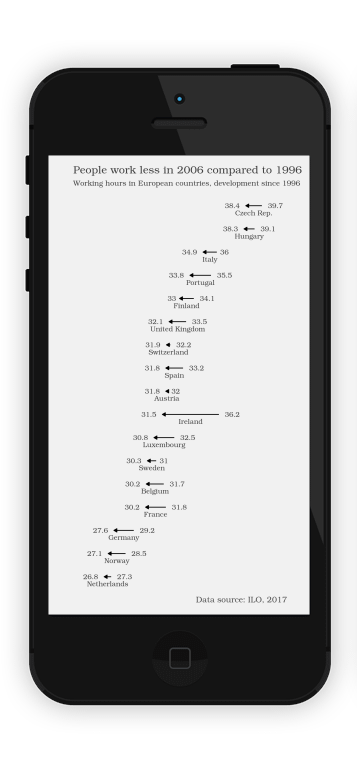 People work less in 2006 compared to 1996
Working hours in European countries, development since 1996
38.4 39.7
Czech Rep.
38.3 39.1
Hungary
34.9 36
Italy
33.8 35.5
Portugal
33 34.1
Finland
32.1 33.5
United Kingdom
31.9 32.2
Switzerland
31.8 33.2
Spain
31.8 32
Austria
31.5 36.2
Ireland
30.8 32.5
Luxembourg
30.3 31
Sweden
30.2 31.7
Belgium
30.2 31.8
France
27.6 29.2
Germany
27.1 28.5
Norway
26.8 27.3
Netherlands
Data source: ILO, 2017